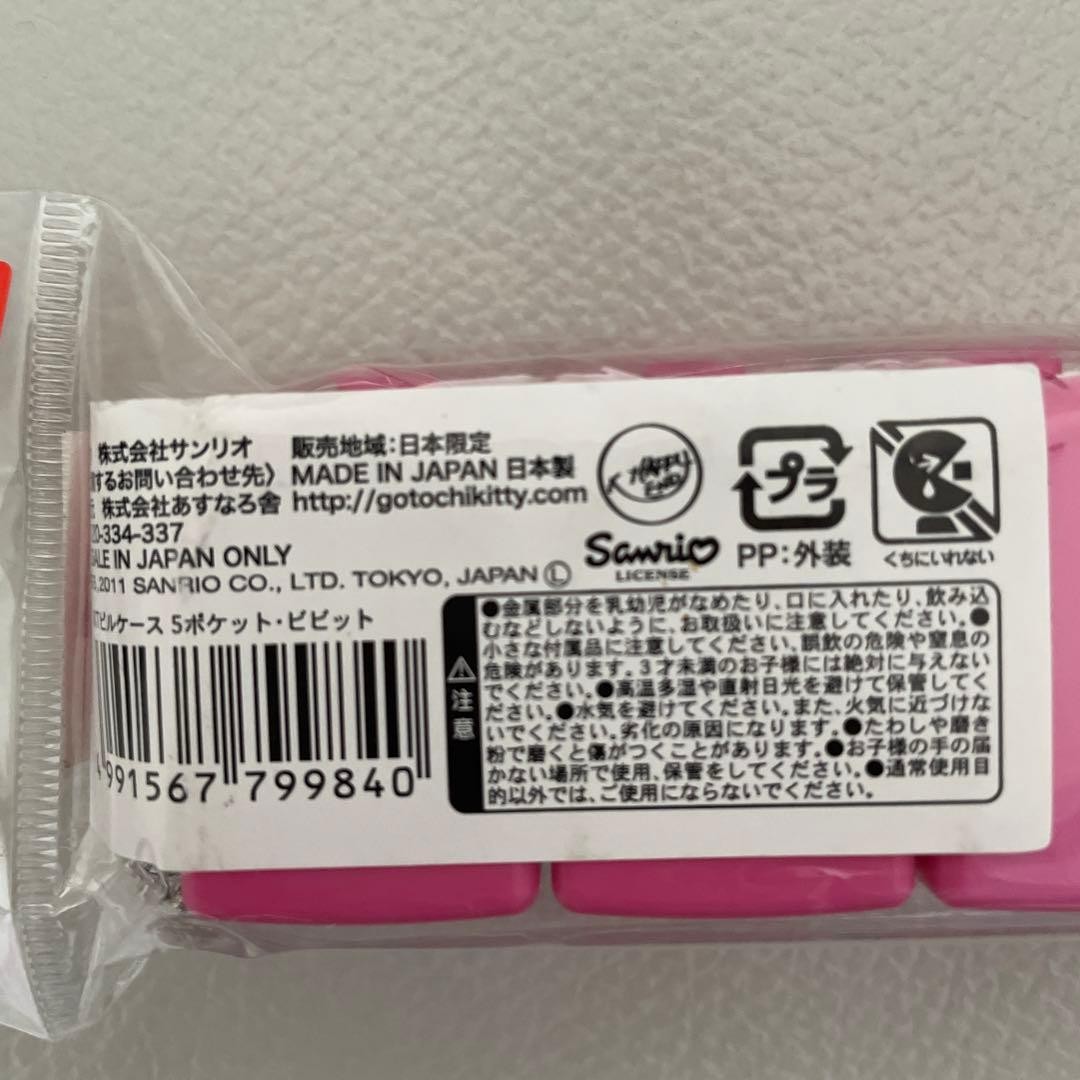 株式会社サンリオ
するお問い合わせ先〉
株式会社あすなろ舎
20-334-337
SALE IN JAPAN ONLY
2011 SANRIO CO., LTD. TOKYO, JAPAN Ⓛ
ピルケース 5ポケット・ビビット
4991567 799840
販売地域:日本限定
MADE IN JAPAN 日本製
http://gotochikitty.com
HAPPY
END
Sanrio
LICENSE
プラ
PP:外装
くちにいれない
注意
●金属部分を乳幼児がなめたり、口に入れたり、飲み込
むなどしないように、お取扱いに注意してください。●
小さな付属品に注意してください、誤飲の危険や窒息の
危険があります。3才未満のお子様には絶対に与えない
でください。●高温多湿や直射日光を避けて保管してく
ださい。●水気を避けてください。また、火気に近づけな
いでください。劣化の原因になります。●たわしや磨き
粉で磨くと傷がつくことがあります。●お子様の手の届
かない場所で使用、保管をしてください。●通常使用目
的以外では、ご使用にならないでください。